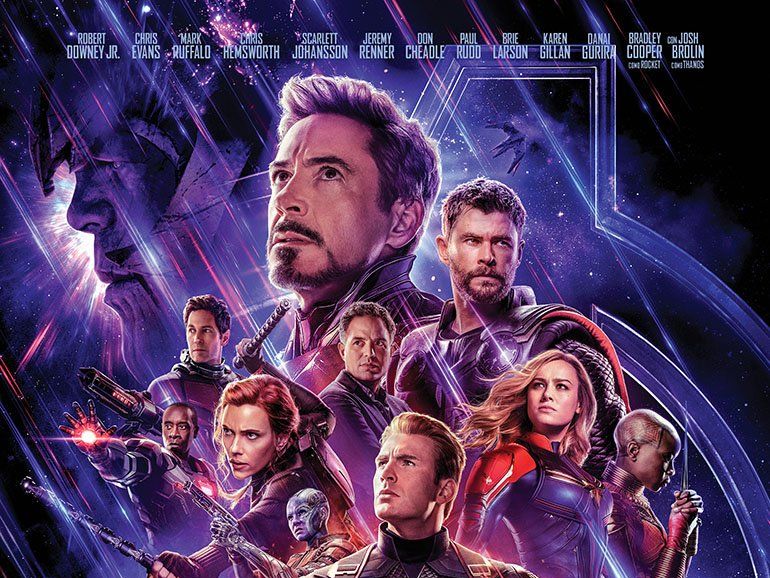 ROBERT DOWNEY JR.
CHRIS EVANS
MARK RUFFALO
CHRIS HEMSWORTH
SCARLETT JOHANSSON
JEREMY RENNER
DON CHEADLE
PAUL RUDD
BRIE LARSON
KAREN GILLAN
DANAI GURIRA
BRADLEY COOPER
COMO ROCKET
CON JOSH BROLIN
COMO THANOS